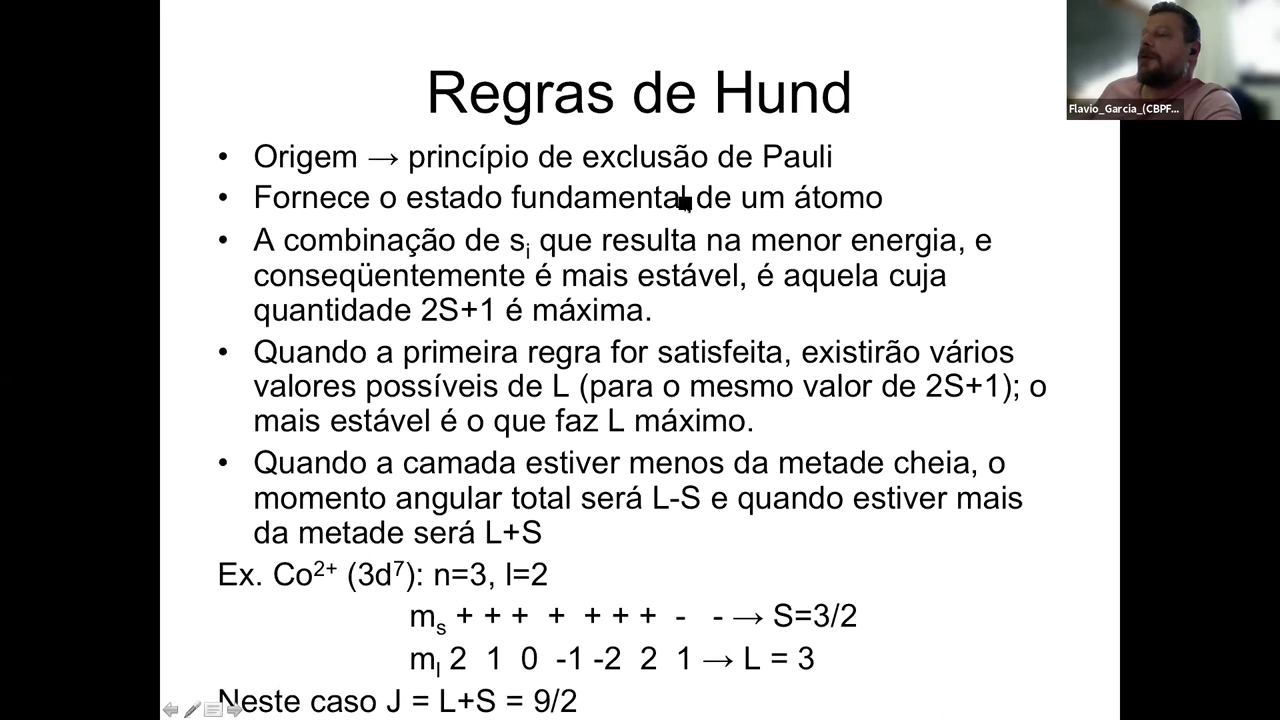 Regras de Hund
Flavio_Garcia_(CBPF...
• Origem → princípio de exclusão de Pauli
• Fornece o estado fundamental de um átomo
• A combinação de sᵢ que resulta na menor energia, e
conseqüentemente é mais estável, é aquela cuja
quantidade 2S+1 é máxima.
• Quando a primeira regra for satisfeita, existirão vários
valores possíveis de L (para o mesmo valor de 2S+1); o
mais estável é o que faz L máximo.
• Quando a camada estiver menos da metade cheia, o
momento angular total será L-S e quando estiver mais
da metade será L+S
Ex. Co²⁺ (3d⁷): n=3, l=2
mₛ + + + + + + + - - → S=3/2
mₗ 2 1 0 -1 -2 2 1 → L = 3
Neste caso J = L+S = 9/2